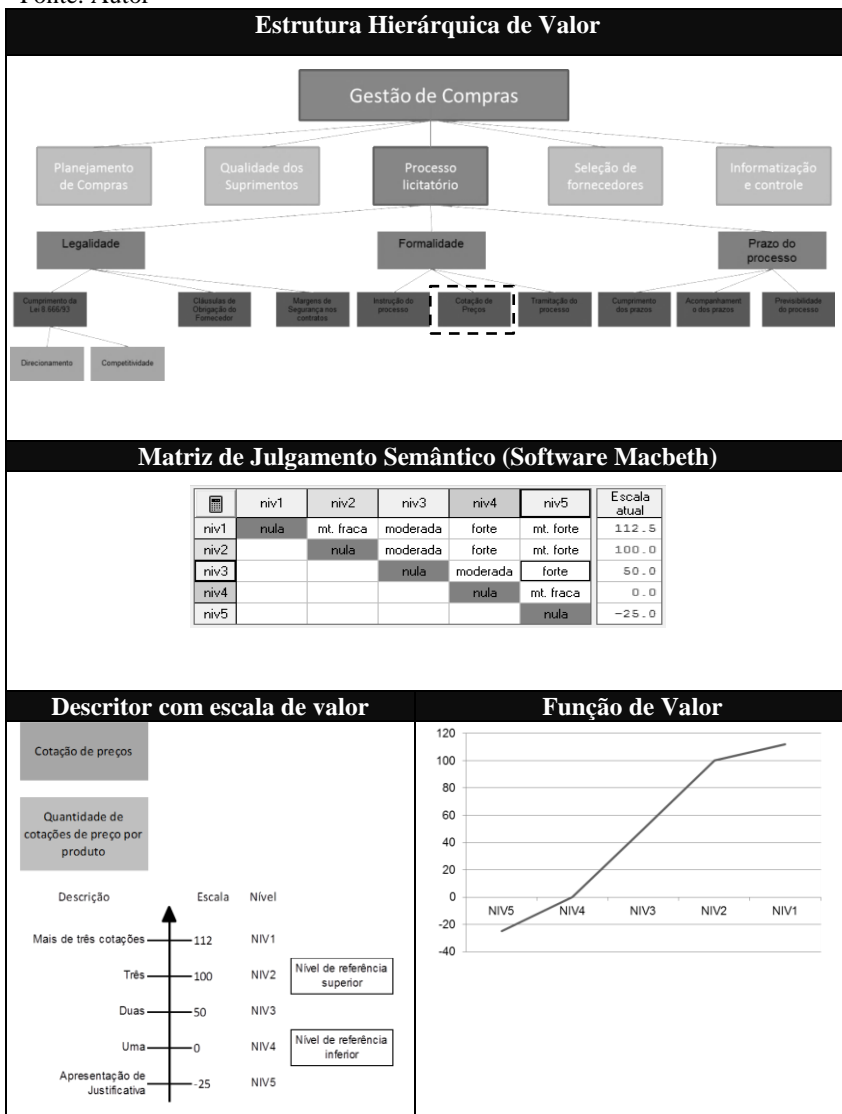 Fonte: Autor
Estrutura Hierárquica de Valor
Gestão de Compras
Planejamento
de Compras
Qualidade dos
Suprimentos
Processo
licitatório
Seleção de
fornecedores
Informatização
e controle
Legalidade
Formalidade
Prazo do
processo
Cumprimento da
Lei 8.666/93
Cláusulas de
Obrigação do
Fornecedor
Margens de
Segurança nos
contratos
Instrução do
processo
Cotação de
Preços
Tramitação do
processo
Cumprimento
dos prazos
Acompanhament
o dos prazos
Previsibilidade
do processo
Direcionamento
Competitividade
Matriz de Julgamento Semântico (Software Macbeth)
niv1 niv2 niv3 niv4 niv5 Escala
atual
niv1 nula mt. fraca moderada forte mt. forte 112.5
niv2 nula moderada forte mt. forte 100.0
niv3 nula moderada forte 50.0
niv4 nula mt. fraca 0.0
niv5 nula -25.0
Descritor com escala de valor
Cotação de preços
Quantidade de
cotações de preço por
produto
Descrição Escala Nível
Mais de três cotações 112 NIV1
Três 100 NIV2 Nível de referência
superior
Duas 50 NIV3
Uma 0 NIV4 Nível de referência
inferior
Apresentação de
Justificativa -25 NIV5
Função de Valor
120
100
80
60
40
20
0
-20
-40
NIV5 NIV4 NIV3 NIV2 NIV1